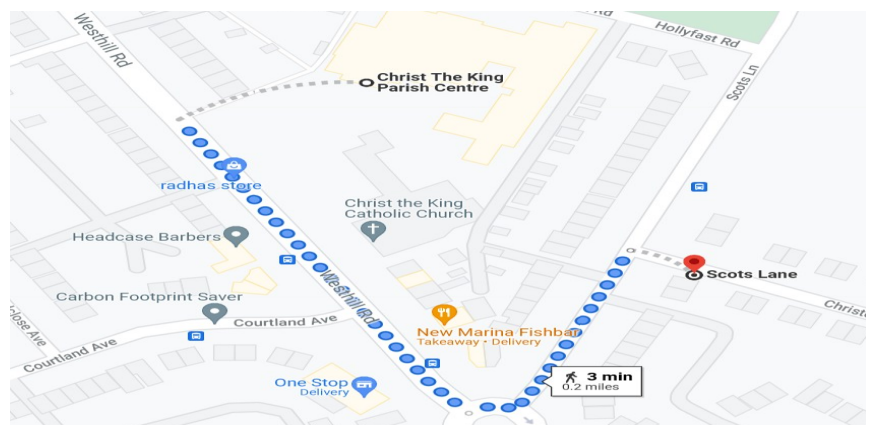 Rd
Hollyfast Rd
Westhill Rd
Christ The King
Parish Centre
Scots Ln
radhas store
Christ the King
Catholic Church
Headcase Barbers
Westhill Rd
Scots Lane
Carbon Footprint Saver
Christ
Courtland Ave
New Marina Fishbar
Takeaway • Delivery
Courtland Ave
One Stop
Delivery
3 min
0.2 miles